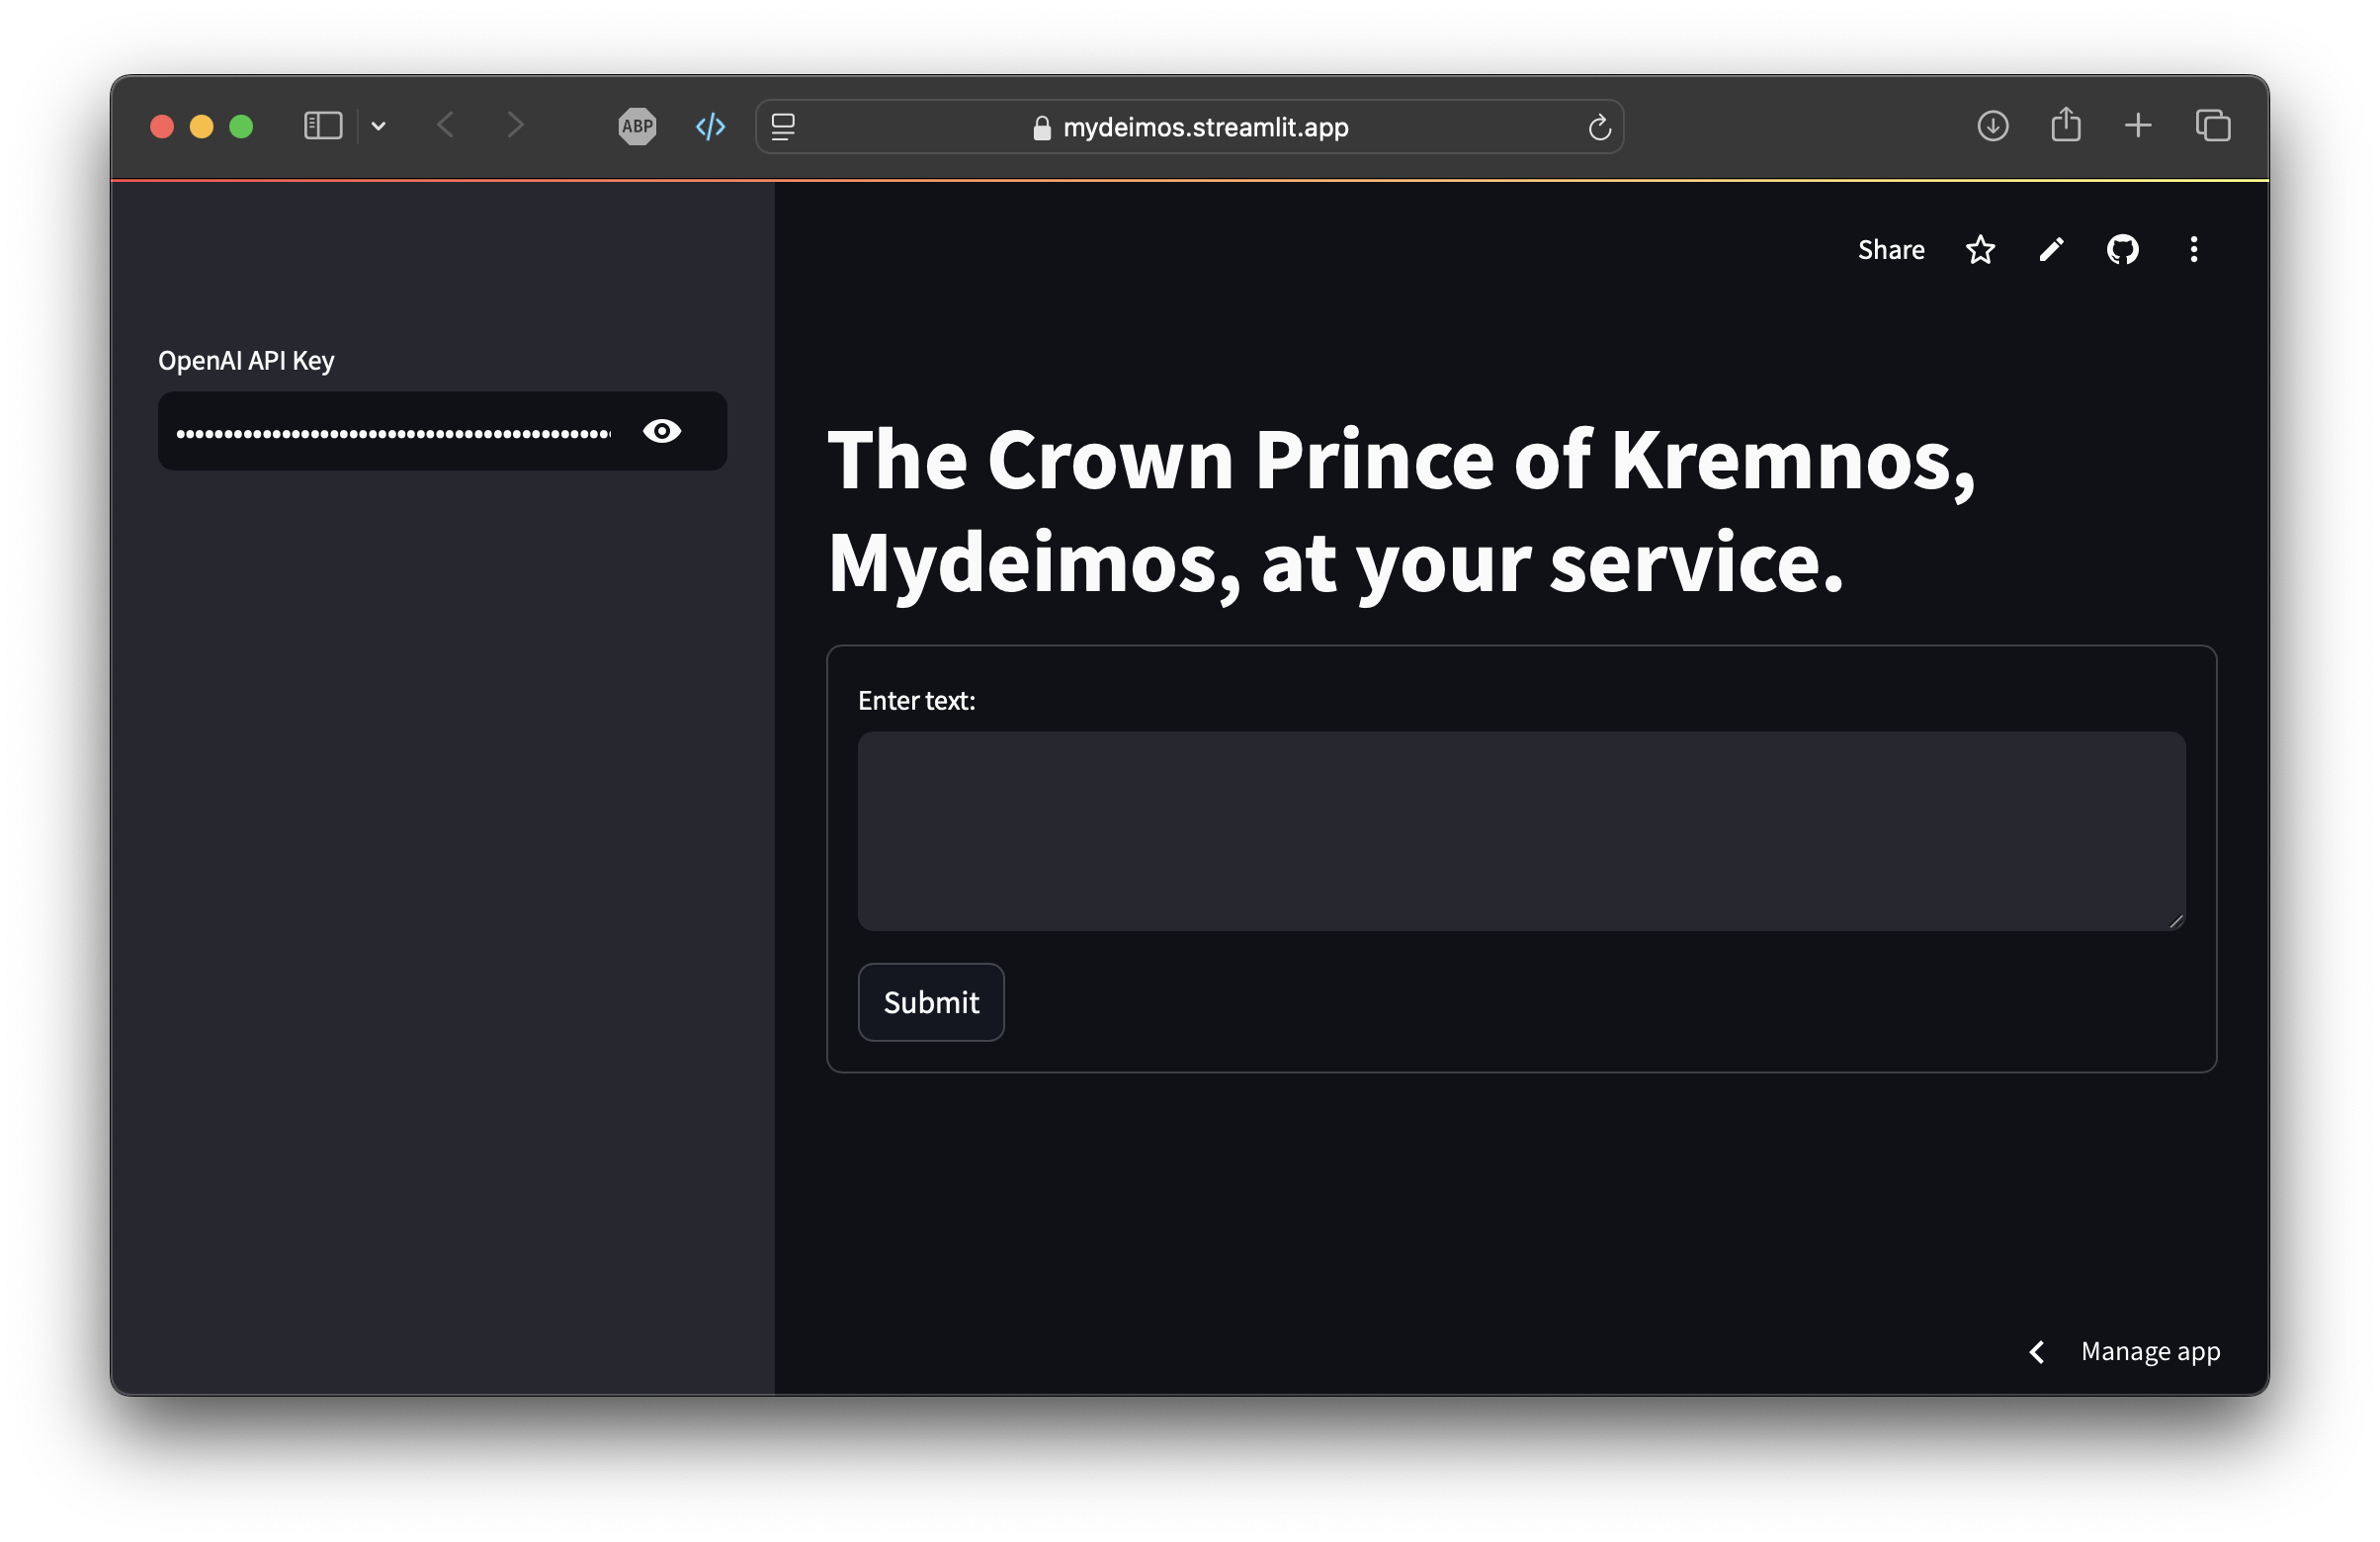 ABP
mydeimos.streamlit.app
Share
OpenAI API Key
The Crown Prince of Kremnos,
Mydeimos, at your service.
Enter text:
Submit
Manage app